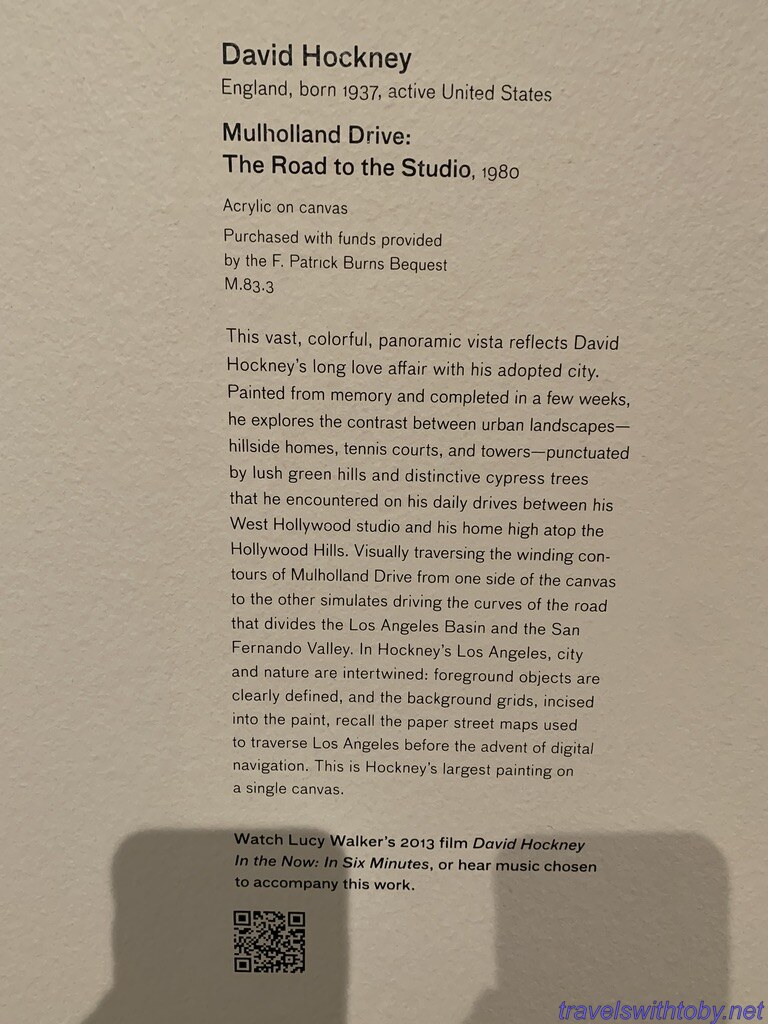 David Hockney
England, born 1937, active United States
Mulholland Drive:
The Road to the Studio, 1980
Acrylic on canvas
Purchased with funds provided
by the F. Patrick Burns Bequest
M.83.3
This vast, colorful, panoramic vista reflects David
Hockney's long love affair with his adopted city.
Painted from memory and completed in a few weeks,
he explores the contrast between urban landscapes—
hillside homes, tennis courts, and towers—punctuated
by lush green hills and distinctive cypress trees
that he encountered on his daily drives between his
West Hollywood studio and his home high atop the
Hollywood Hills. Visually traversing the winding con-
tours of Mulholland Drive from one side of the canvas
to the other simulates driving the curves of the road
that divides the Los Angeles Basin and the San
Fernando Valley. In Hockney's Los Angeles, city
and nature are intertwined: foreground objects are
clearly defined, and the background grids, incised
into the paint, recall the paper street maps used
to traverse Los Angeles before the advent of digital
navigation. This is Hockney's largest painting on
a single canvas.
Watch Lucy Walker's 2013 film David Hockney
In the Now: In Six Minutes, or hear music chosen
to accompany this work.
travelswithtoby.net